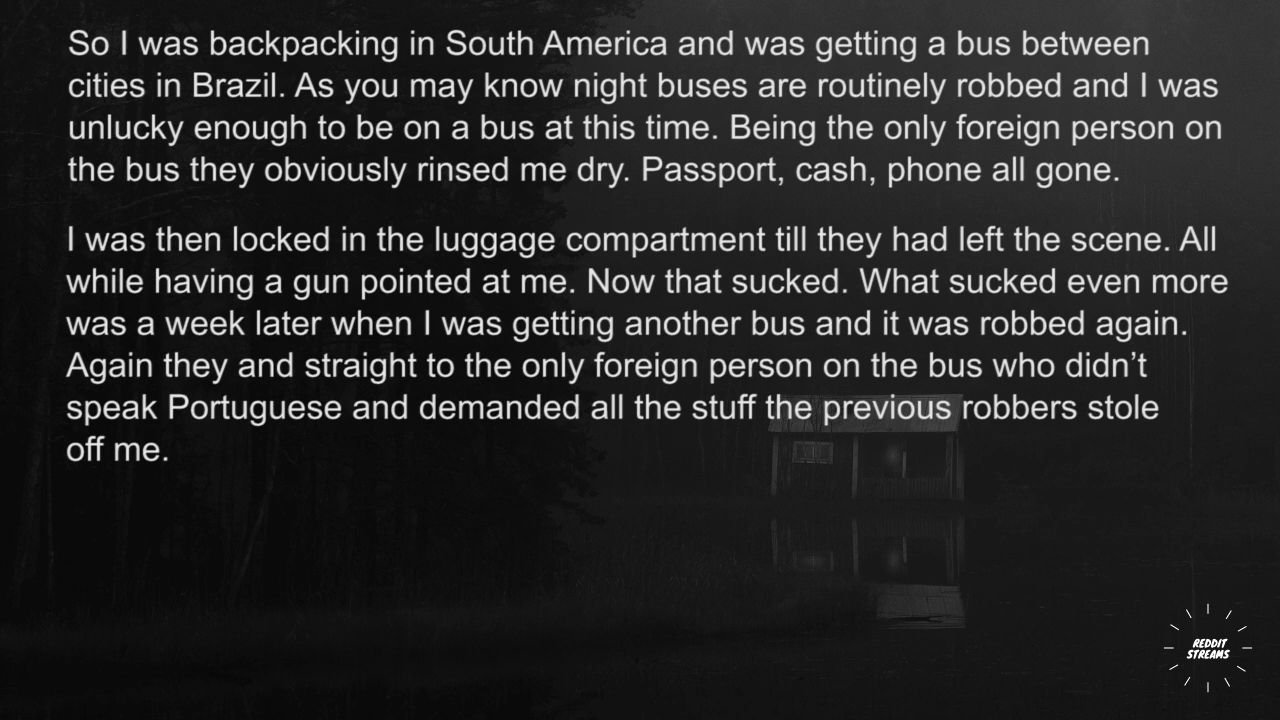 So I was backpacking in South America and was getting a bus between
cities in Brazil. As you may know night buses are routinely robbed and I was
unlucky enough to be on a bus at this time. Being the only foreign person on
the bus they obviously rinsed me dry. Passport, cash, phone all gone.
I was then locked in the luggage compartment till they had left the scene. All
while having a gun pointed at me. Now that sucked. What sucked even more
was a week later when I was getting another bus and it was robbed again.
Again they and straight to the only foreign person on the bus who didn’t
speak Portuguese and demanded all the stuff the previous robbers stole
off me.
REDDIT
STREAMS